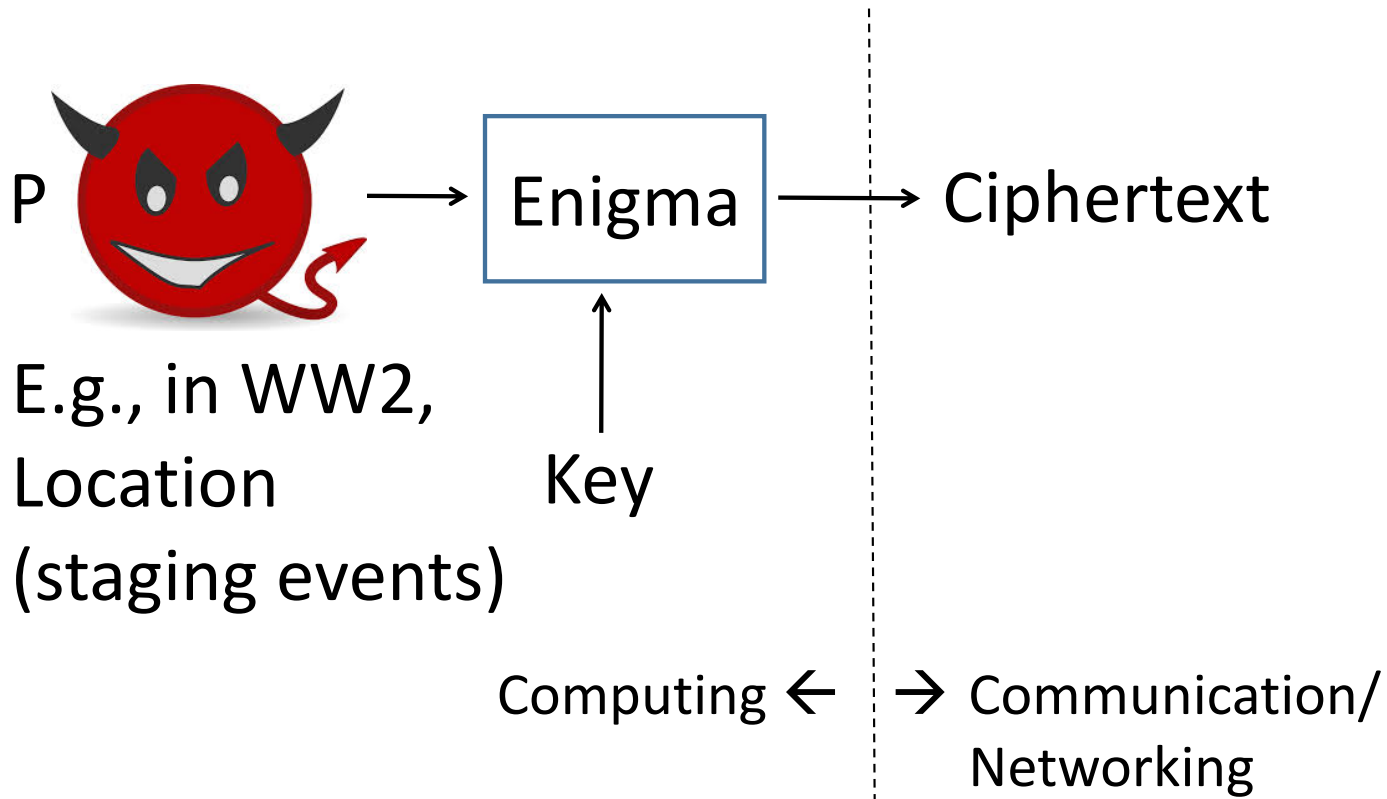 P
Enigma
Ciphertext
E.g., in WW2,
Location
(staging events)
Key
Computing ← → Communication/
Networking